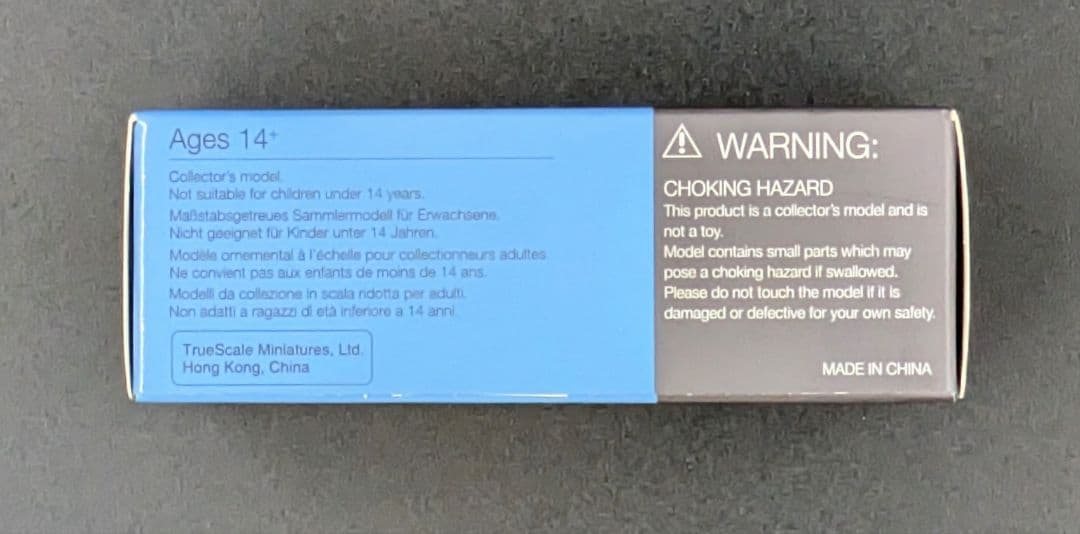 Ages 14+
Collector's model.
Not suitable for children under 14 years.
Maßstabsgetreues Sammlermodell für Erwachsene.
Nicht geeignet für Kinder unter 14 Jahren.
Modèle ornemental à l'échelle pour collectionneurs adultes.
Ne convient pas aux enfants de moins de 14 ans.
Modelli da collezione in scala ridotta per adulti.
Non adatti a ragazzi di età inferiore a 14 anni.
TrueScale Miniatures, Ltd.
Hong Kong, China
WARNING:
CHOKING HAZARD
This product is a collector's model and is
not a toy.
Model contains small parts which may
pose a choking hazard if swallowed.
Please do not touch the model if it is
damaged or defective for your own safety.
MADE IN CHINA